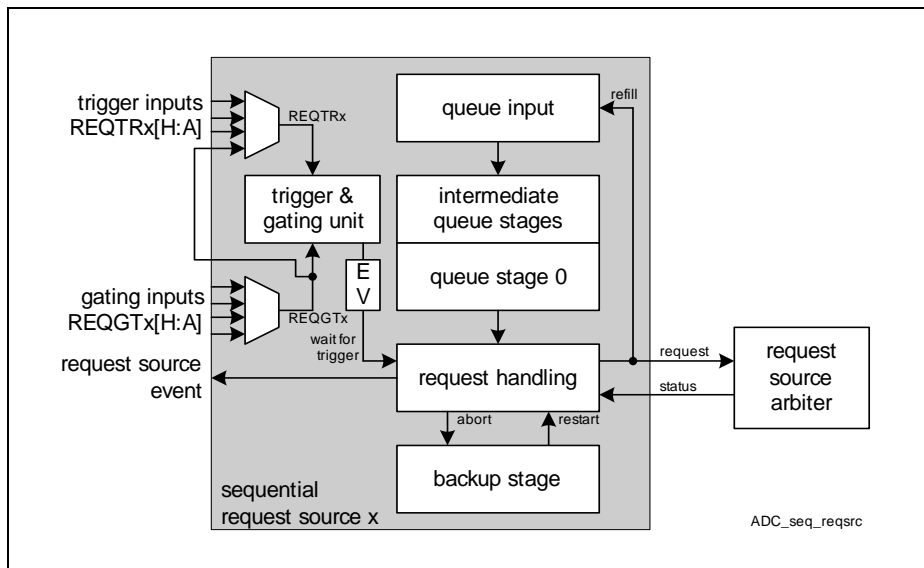 trigger inputs
REQTRx[H:A]
REQTRx
queue input
refill
trigger &
gating unit
intermediate
queue stages
E
V
queue stage 0
gating inputs
REQGTx[H:A]
REQGTx
wait for
trigger
request source
event
request handling
request
status
request
source
arbiter
abort
restart
backup stage
sequential
request source x
ADC_seq_reqsrc